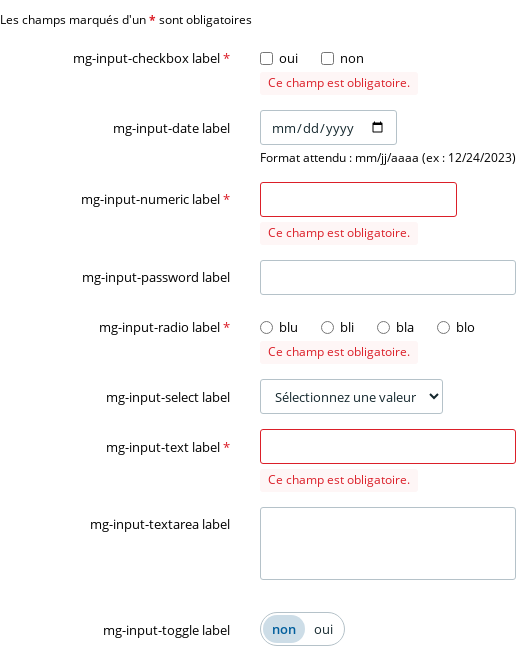 Les champs marqués d'un * sont obligatoires
mg-input-checkbox label * oui non
Ce champ est obligatoire.
mg-input-date label mm/dd/yyyy
Format attendu : mm/jj/aaaa (ex : 12/24/2023)
mg-input-numeric label *
Ce champ est obligatoire.
mg-input-password label
mg-input-radio label * blu bli bla blo
Ce champ est obligatoire.
mg-input-select label Sélectionnez une valeur
mg-input-text label *
Ce champ est obligatoire.
mg-input-textarea label
mg-input-toggle label non oui